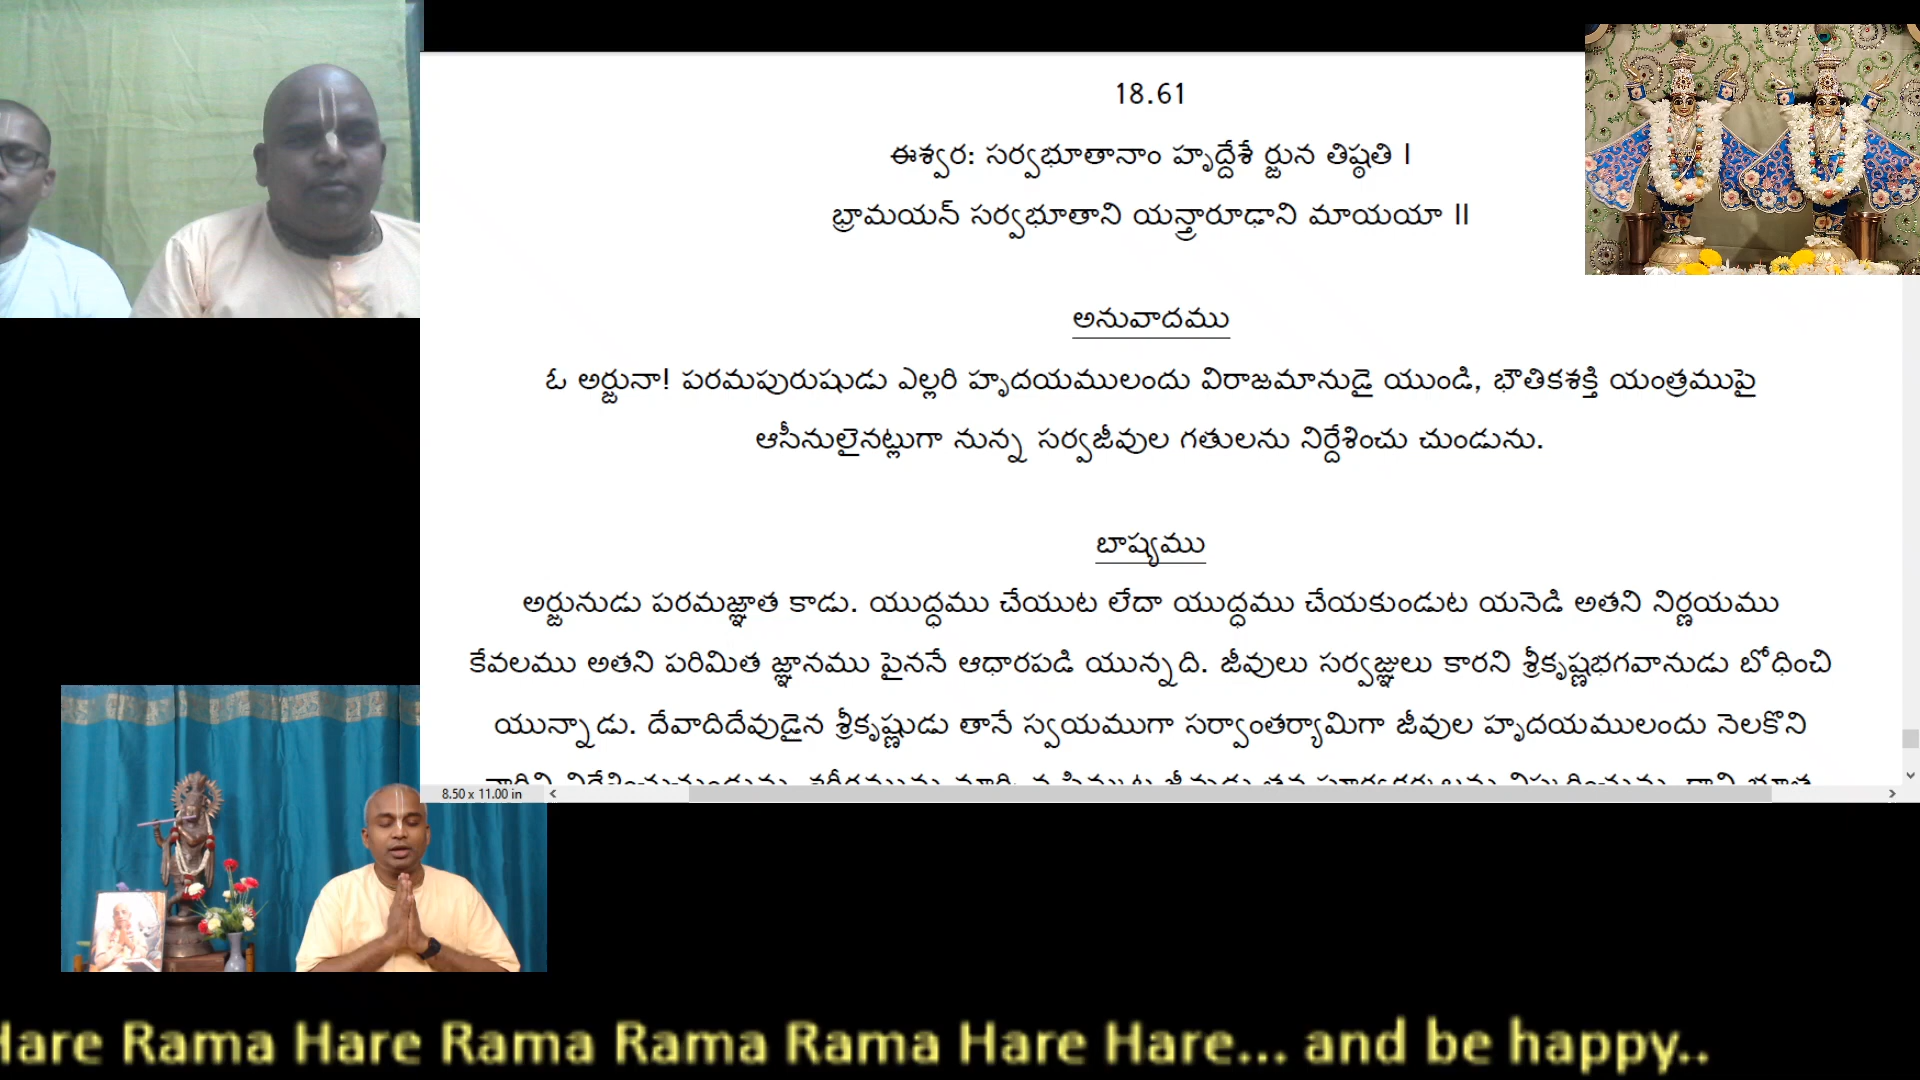 18.61
ఈశ్వర: సర్వభూతానాం హృద్దేశే ర్జున తిష్ఠతి |
భ్రామయన్ సర్వభూతాని యన్త్రారూఢాని మాయయా ||
అనువాదము
ఓ అర్జునా! పరమపురుషుడు ఎల్లరి హృదయములందు విరాజమానుడై యుండి, భౌతికశక్తి యంత్రముపై
ఆసీనులైనట్లుగా నున్న సర్వజీవుల గతులను నిర్దేశించు చుండును.
బాష్యము
అర్జునుడు పరమజ్ఞాత కాడు. యుద్ధము చేయుట లేదా యుద్ధము చేయకుండుట యనెడి అతని నిర్ణయము
కేవలము అతని పరిమిత జ్ఞానము పైననే ఆధారపడి యున్నది. జీవులు సర్వజ్ఞులు కారని శ్రీకృష్ణభగవానుడు బోధించి
యున్నాడు. దేవాదిదేవుడైన శ్రీకృష్ణుడు తానే స్వయముగా సర్వాంతర్యామిగా జీవుల హృదయములందు నెలకొని
8.50 x 11.00 in
Hare Rama Hare Rama Rama Rama Hare Hare... and be happy..